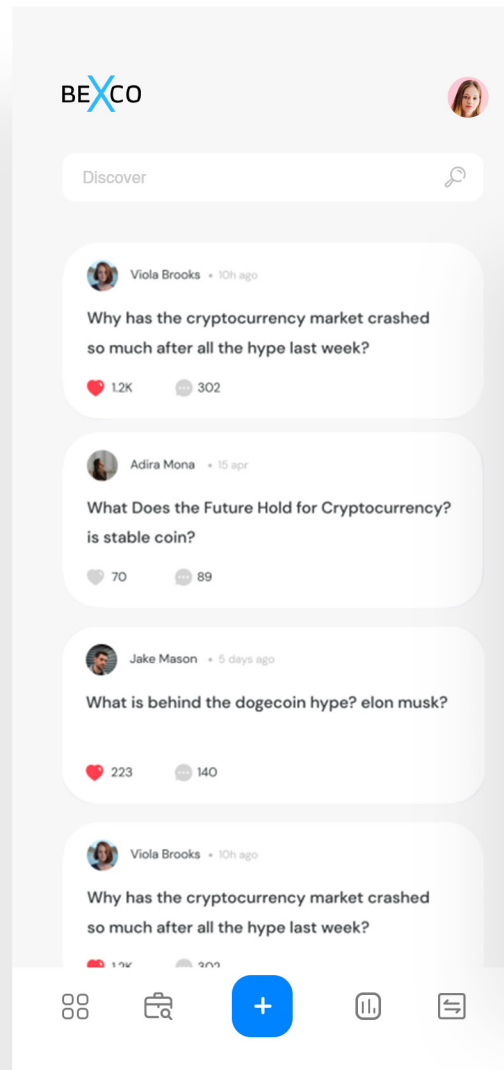 BEXCO
Discover
Viola Brooks • 10h ago
Why has the cryptocurrency market crashed
so much after all the hype last week?
1.2K 302
Adira Mona • 15 apr
What Does the Future Hold for Cryptocurrency?
is stable coin?
70 89
Jake Mason • 5 days ago
What is behind the dogecoin hype? elon musk?
223 140
Viola Brooks • 10h ago
Why has the cryptocurrency market crashed
so much after all the hype last week?
1.2K 302